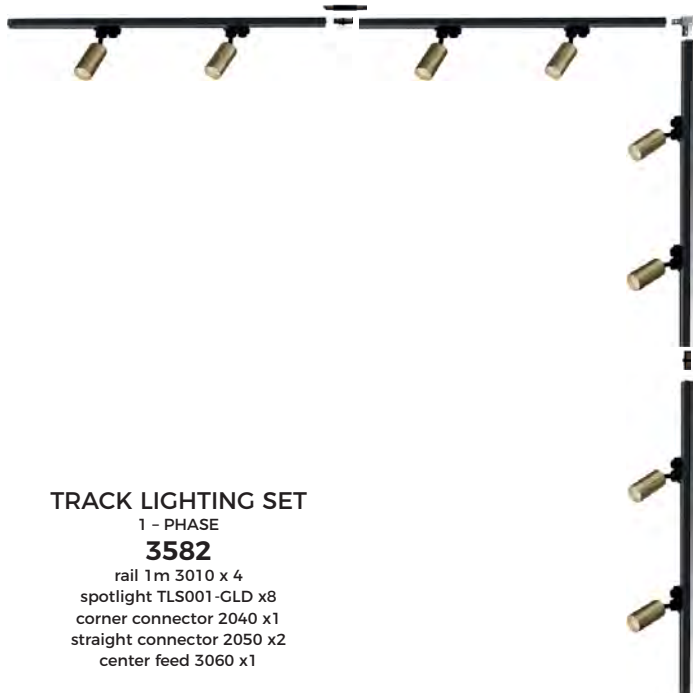 TRACK LIGHTING SET
1 – PHASE
3582
rail 1m 3010 x 4
spotlight TLS001-GLD x8
corner connector 2040 x1
straight connector 2050 x2
center feed 3060 x1